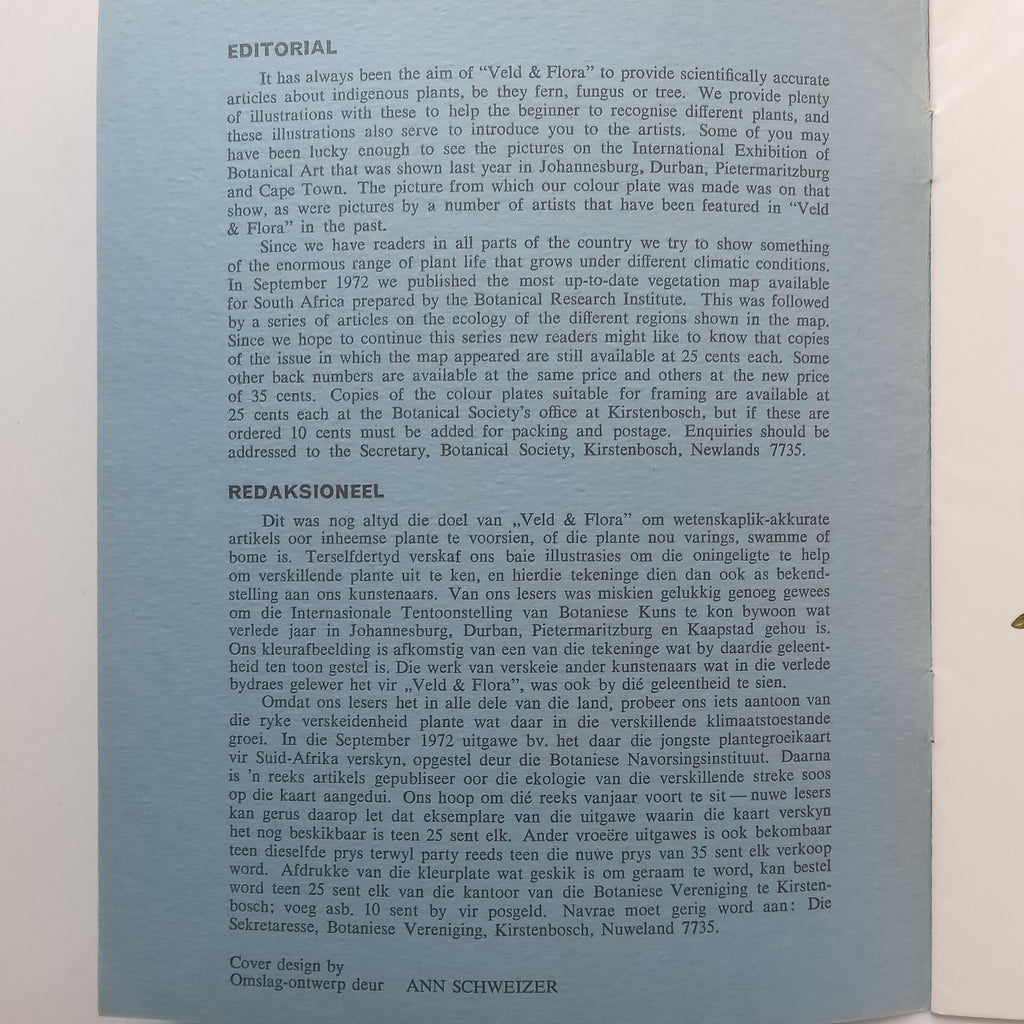 EDITORIAL
It has always been the aim of “Veld & Flora” to provide scientifically accurate
articles about indigenous plants, be they fern, fungus or tree. We provide plenty
of illustrations with these to help the beginner to recognise different plants, and
these illustrations also serve to introduce you to the artists. Some of you may
have been lucky enough to see the pictures on the International Exhibition of
Botanical Art that was shown last year in Johannesburg, Durban, Pietermaritzburg
and Cape Town. The picture from which our colour plate was made was on that
show, as were pictures by a number of artists that have been featured in “Veld
& Flora” in the past.
Since we have readers in all parts of the country we try to show something
of the enormous range of plant life that grows under different climatic conditions.
In September 1972 we published the most up-to-date vegetation map available
for South Africa prepared by the Botanical Research Institute. This was followed
by a series of articles on the ecology of the different regions shown in the map.
Since we hope to continue this series new readers might like to know that copies
of the issue in which the map appeared are still available at 25 cents each. Some
other back numbers are available at the same price and others at the new price
of 35 cents. Copies of the colour plates suitable for framing are available at
25 cents each at the Botanical Society’s office at Kirstenbosch, but if these are
ordered 10 cents must be added for packing and postage. Enquiries should be
addressed to the Secretary, Botanical Society, Kirstenbosch, Newlands 7735.
REDAKSIONEEL
Dit was nog altyd die doel van „Veld & Flora” om wetenskaplik-akkurate
artikels oor inheemse plante te voorsien, of die plante nou varings, swamme of
bome is. Terselfdertyd verskaf ons baie illustrasies om die oningeligte te help
om verskillende plante uit te ken, en hierdie tekeninge dien dan ook as bekend-
stelling aan ons kunstenaars. Van ons lesers was miskien gelukkig genoeg gewees
om die Internasionale Tentoonstelling van Botaniese Kuns te kon bywoon wat
verlede jaar in Johannesburg, Durban, Pietermaritzburg en Kaapstad gehou is.
Ons kleurafbeelding is afkomstig van een van die tekeninge wat by daardie geleent-
heid ten toon gestel is. Die werk van verskeie ander kunstenaars wat in die verlede
bydraes gelewer het vir „Veld & Flora”, was ook by dié geleentheid te sien.
Omdat ons lesers het in alle dele van die land, probeer ons iets aantoon van
die ryke verskeidenheid plante wat daar in die verskillende klimaatstoestande
groei. In die September 1972 uitgawe bv. het daar die jongste plantegroeikaart
vir Suid-Afrika verskyn, opgestel deur die Botaniese Navorsingsinstituut. Daarna
is ’n reeks artikels gepubliseer oor die ekologie van die verskillende streke soos
op die kaart aangedui. Ons hoop om dié reeks vanjaar voort te sit — nuwe lesers
kan gerus daarop let dat eksemplare van die uitgawe waarin die kaart verskyn
het nog beskikbaar is teen 25 sent elk. Ander vroeëre uitgawes is ook bekombaar
teen dieselfde prys terwyl party reeds teen die nuwe prys van 35 sent elk verkoop
word. Afdrukke van die kleurplate wat geskik is om geraam te word, kan bestel
word teen 25 sent elk van die kantoor van die Botaniese Vereniging te Kirsten-
bosch; voeg asb. 10 sent by vir posgeld. Navrae moet gerig word aan: Die
Sekretaresse, Botaniese Vereniging, Kirstenbosch, Nuweland 7735.
Cover design by
Omslag-ontwerp deur ANN SCHWEIZER